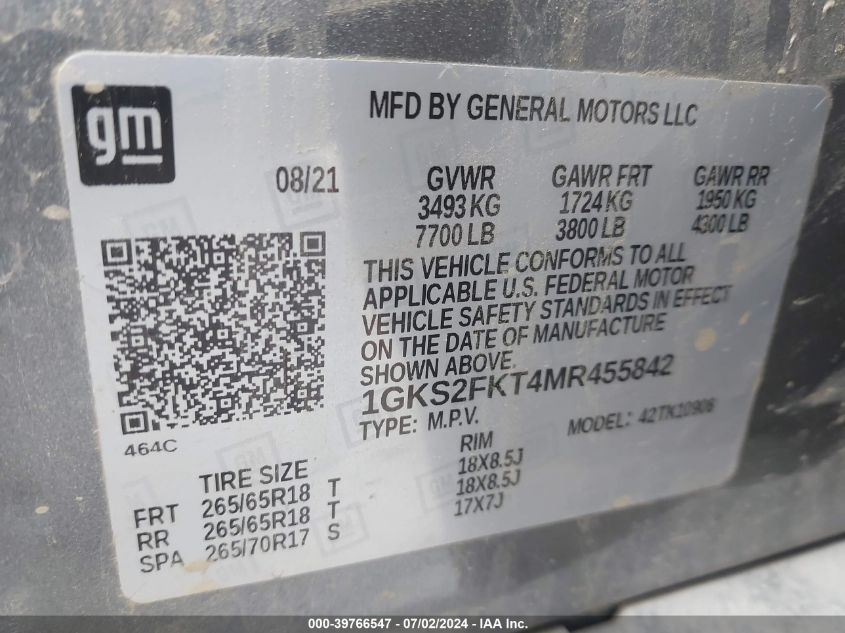 gm
MFD BY GENERAL MOTORS LLC
08/21
GVWR GAWR FRT GAWR RR
3493 KG 1724 KG 1950 KG
7700 LB 3800 LB 4300 LB
THIS VEHICLE CONFORMS TO ALL
APPLICABLE U.S. FEDERAL MOTOR
VEHICLE SAFETY STANDARDS IN EFFECT
ON THE DATE OF MANUFACTURE
SHOWN ABOVE.
1GKS2FKT4MR455842
TYPE: M.P.V. MODEL: 42TK10906
464C
TIRE SIZE RIM
FRT 265/65R18 T 18X8.5J
RR 265/65R18 T 18X8.5J
SPA 265/70R17 S 17X7J
000-39766547 - 07/02/2024 - IAA Inc.